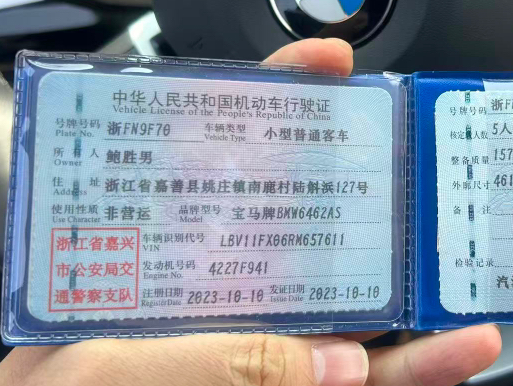 中华人民共和国机动车行驶证
Vehicle License of the People's Republic of China
号牌号码 浙FN9F70 车辆类型 小型普通客车
Plate No. Vehicle Type
所有人 鲍胜男
Owner
住址 浙江省嘉善县姚庄镇南鹿村陆斛浜127号
Address
使用性质 非营运 品牌型号 宝马牌BMW6462AS
Use Character Model
浙江省嘉兴
市公安局交
通警察支队
车辆识别代号 LBV11FX06RM657611
VIN
发动机号码 4227F941
Engine No.
注册日期 2023-10-10 发证日期 2023-10-10
Register Date Issue Date
号牌号码 浙F
核定载人数 5人
整备质量 157
外廓尺寸 461
备注
检验记录